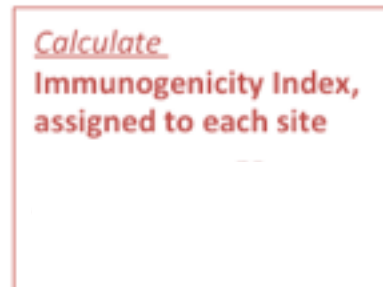 Calculate
Immunogenicity Index,
assigned to each site